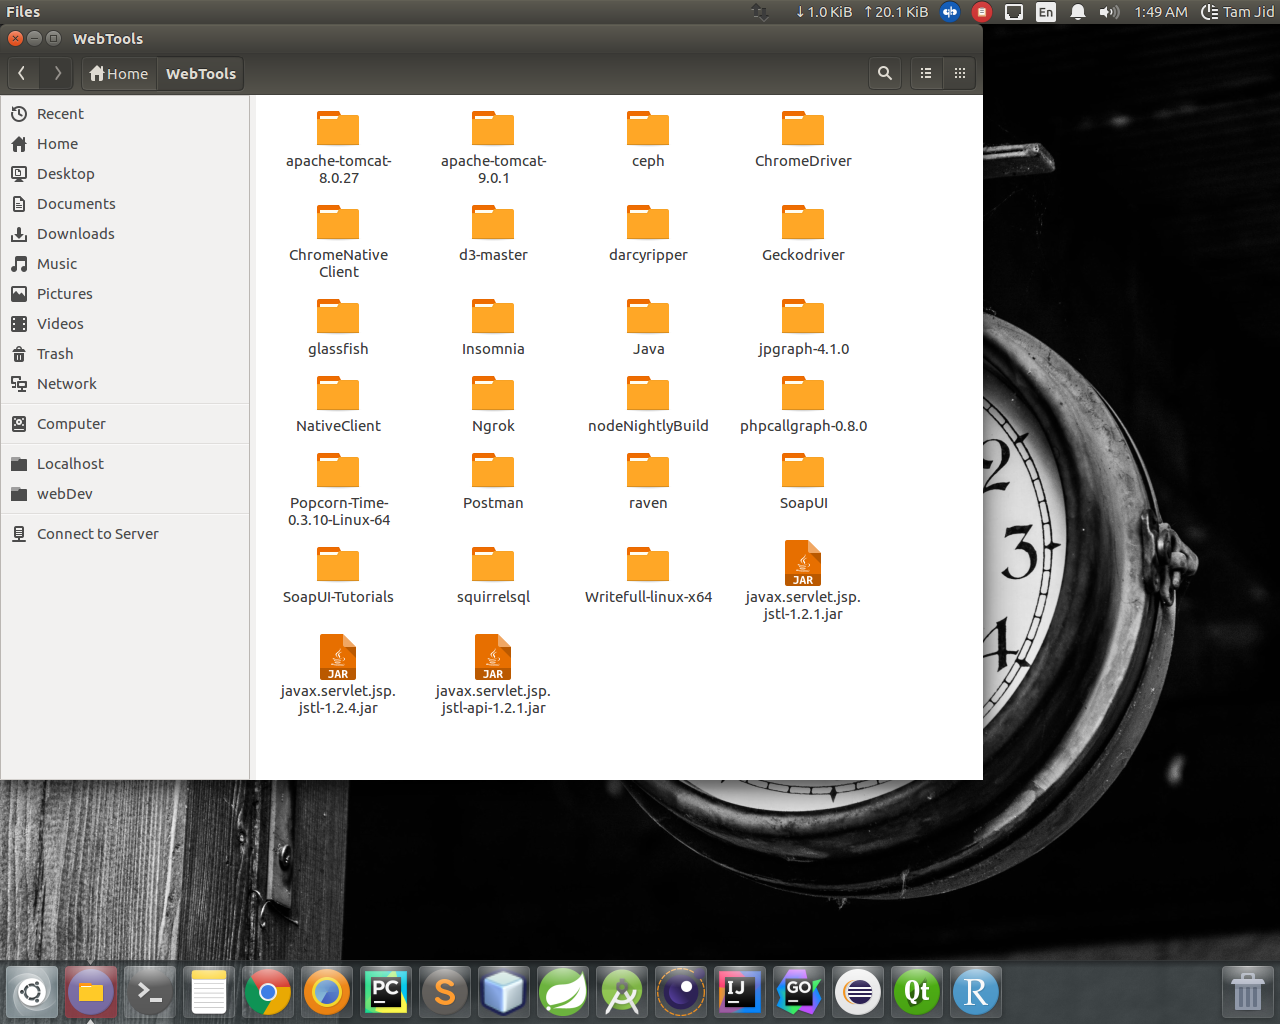 Files
↓1.0 KiB ↑20.1 KiB En 1:49 AM Tam Jid
WebTools
Home WebTools
Recent
Home
Desktop
Documents
Downloads
Music
Pictures
Videos
Trash
Network
Computer
Localhost
webDev
Connect to Server
apache-tomcat-
8.0.27
apache-tomcat-
9.0.1
ceph
ChromeDriver
ChromeNative
Client
d3-master
darcyripper
Geckodriver
glassfish
Insomnia
Java
jpgraph-4.1.0
NativeClient
Ngrok
nodeNightlyBuild
phpcallgraph-0.8.0
Popcorn-Time-
0.3.10-Linux-64
Postman
raven
SoapUI
SoapUI-Tutorials
squirrelsql
Writefull-linux-x64
JAR
javax.servlet.jsp.
jstl-1.2.1.jar
JAR
javax.servlet.jsp.
jstl-1.2.4.jar
JAR
javax.servlet.jsp.
jstl-api-1.2.1.jar
2
3
4
PC
S
IJ
GO
Qt
R